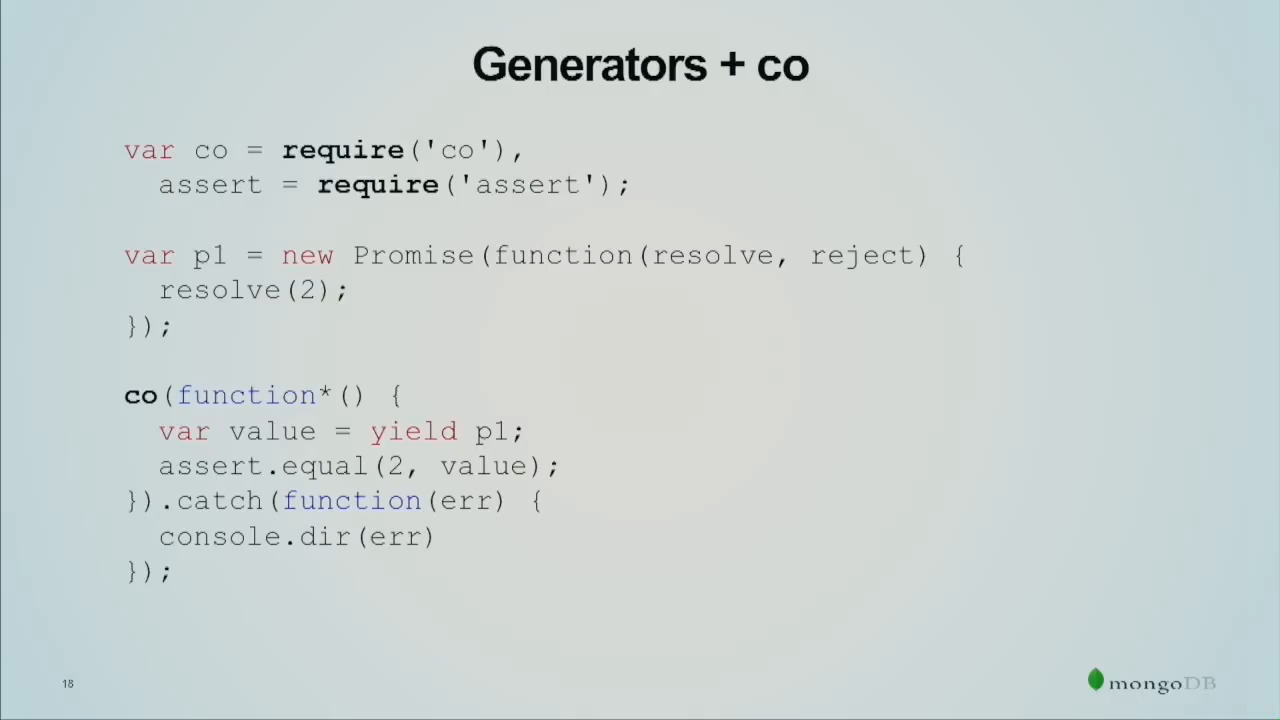 Generators + co
var co = require('co'),
  assert = require('assert');

var p1 = new Promise(function(resolve, reject) {
  resolve(2);
});

co(function*() {
  var value = yield p1;
  assert.equal(2, value);
}).catch(function(err) {
  console.dir(err)
});
18
mongoDB